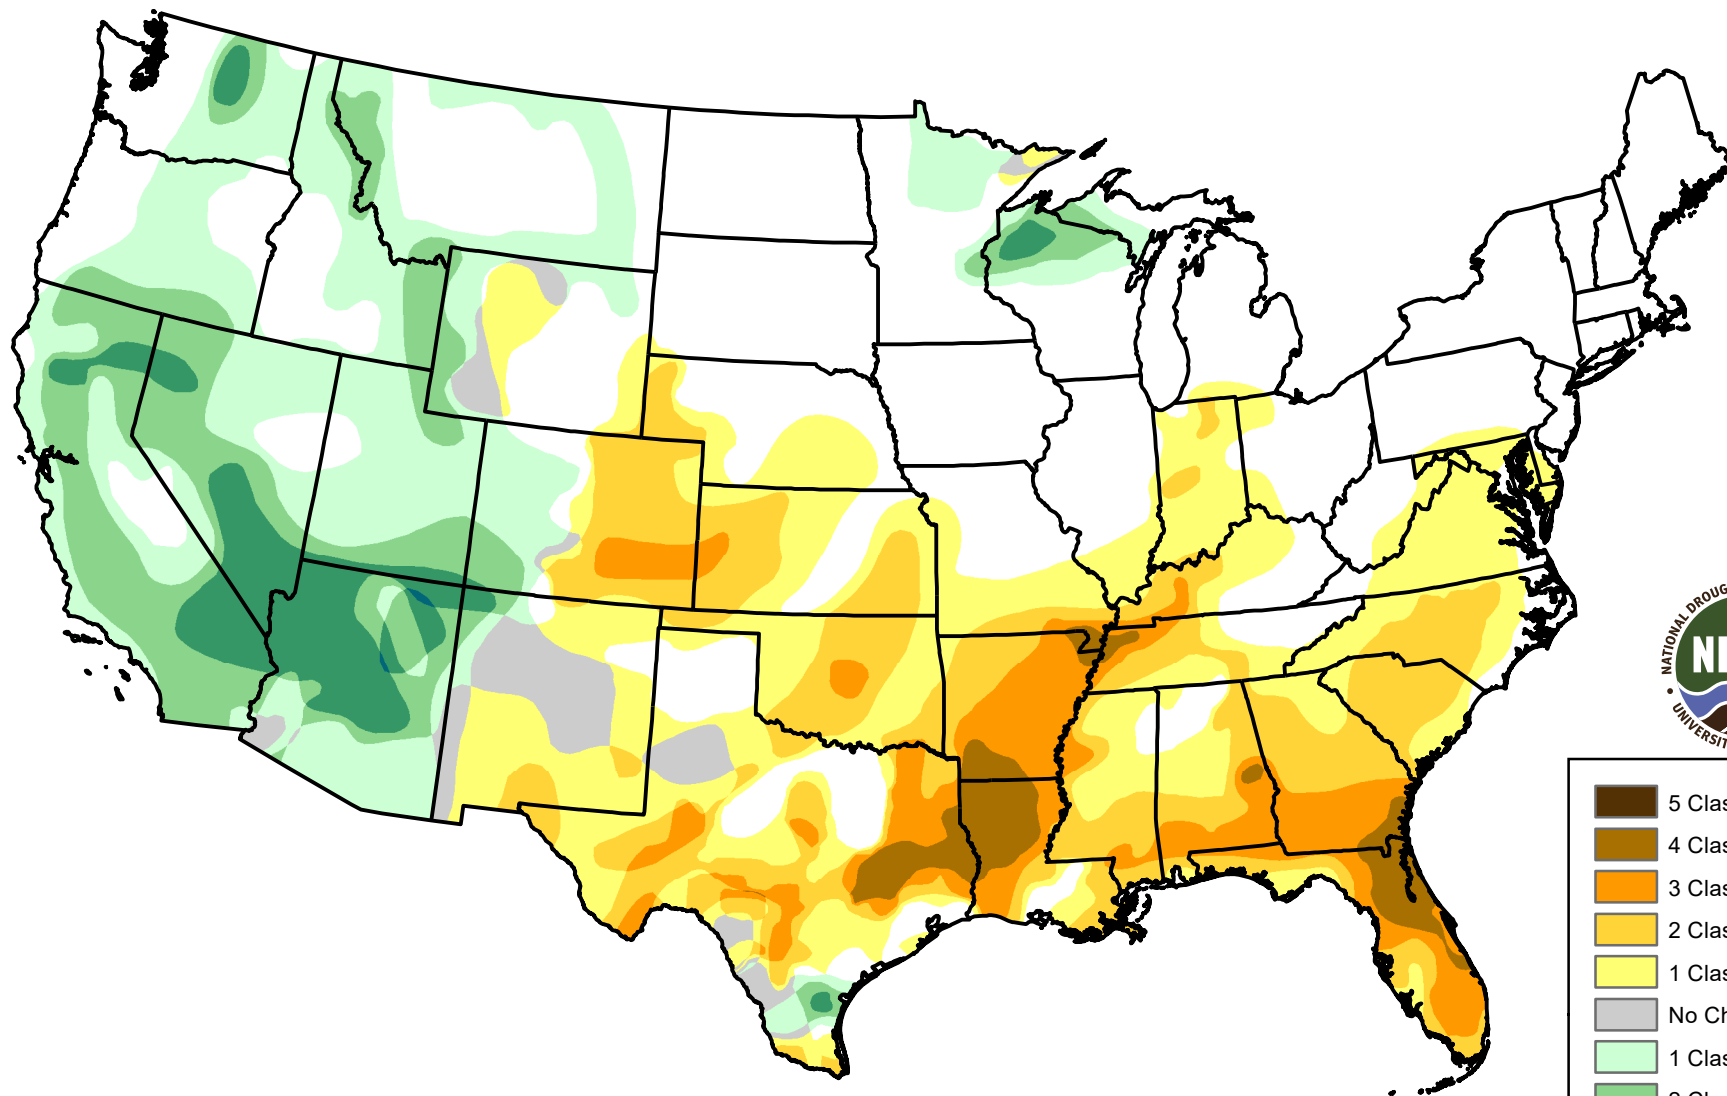 NATIONAL DROUG
UNIVERSIT
5 Clas
4 Clas
3 Clas
2 Clas
1 Clas
No Ch
1 Clas